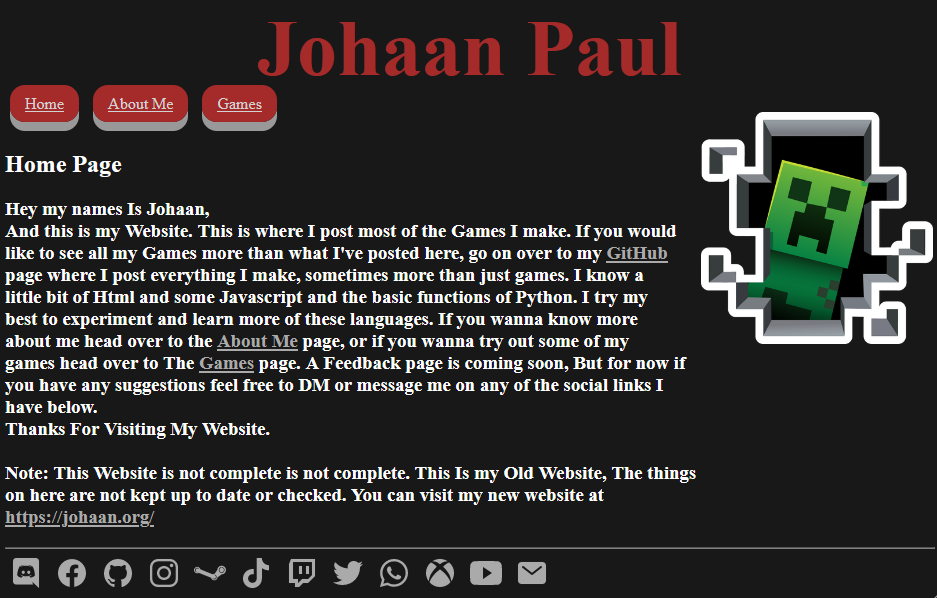 Johaan Paul
Home About Me Games
Home Page
Hey my names Is Johaan,
And this is my Website. This is where I post most of the Games I make. If you would
like to see all my Games more than what I've posted here, go on over to my GitHub
page where I post everything I make, sometimes more than just games. I know a
little bit of Html and some Javascript and the basic functions of Python. I try my
best to experiment and learn more of these languages. If you wanna know more
about me head over to the About Me page, or if you wanna try out some of my
games head over to The Games page. A Feedback page is coming soon, But for now if
you have any suggestions feel free to DM or message me on any of the social links I
have below.
Thanks For Visiting My Website.
Note: This Website is not complete is not complete. This Is my Old Website, The things
on here are not kept up to date or checked. You can visit my new website at
https://johaan.org/